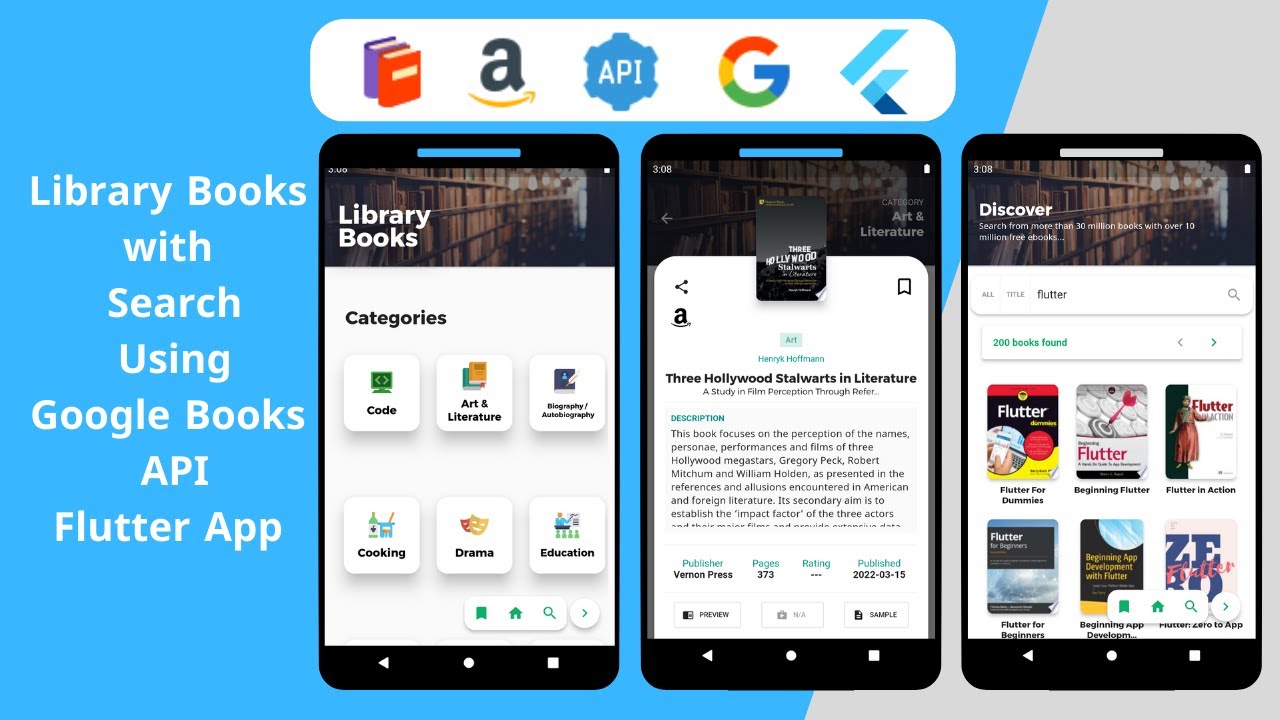 API
Library Books
with
Search
Using
Google Books
API
Flutter App
3:08
Library
Books
Categories
Code
Art &
Literature
Biography /
Autobiography
Cooking
Drama
Education
3:08
CATEGORY
Art &
Literature
THREE
HOLLYWOOD
Stalwarts
in Literature
a
Art
Henryk Hoffmann
Three Hollywood Stalwarts in Literature
A Study in Film Perception Through Refer...
DESCRIPTION
This book focuses on the perception of the names,
personae, performances and films of three
Hollywood megastars, Gregory Peck, Robert
Mitchum and William Holden, as presented in the
references and allusions encountered in American
and foreign literature. Its secondary aim is to
establish the 'impact factor' of the three actors
and their major films and provide extensive data
Publisher
Pages
Rating
Published
Vernon Press
373
---
2022-03-15
PREVIEW
N/A
SAMPLE
3:08
Discover
Search from more than 30 million books with over 10
million free ebooks...
ALL
TITLE
flutter
200 books found
Flutter
dummies
Beginning
Flutter
Flutter
IN ACTION
Flutter For
Dummies
Beginning Flutter
Flutter in Action
Flutter
for Beginners
Beginning App
Development
with Flutter
ZE
Flutter
Flutter for
Beginners
Beginning App
Developm...
Flutter: Zero to App